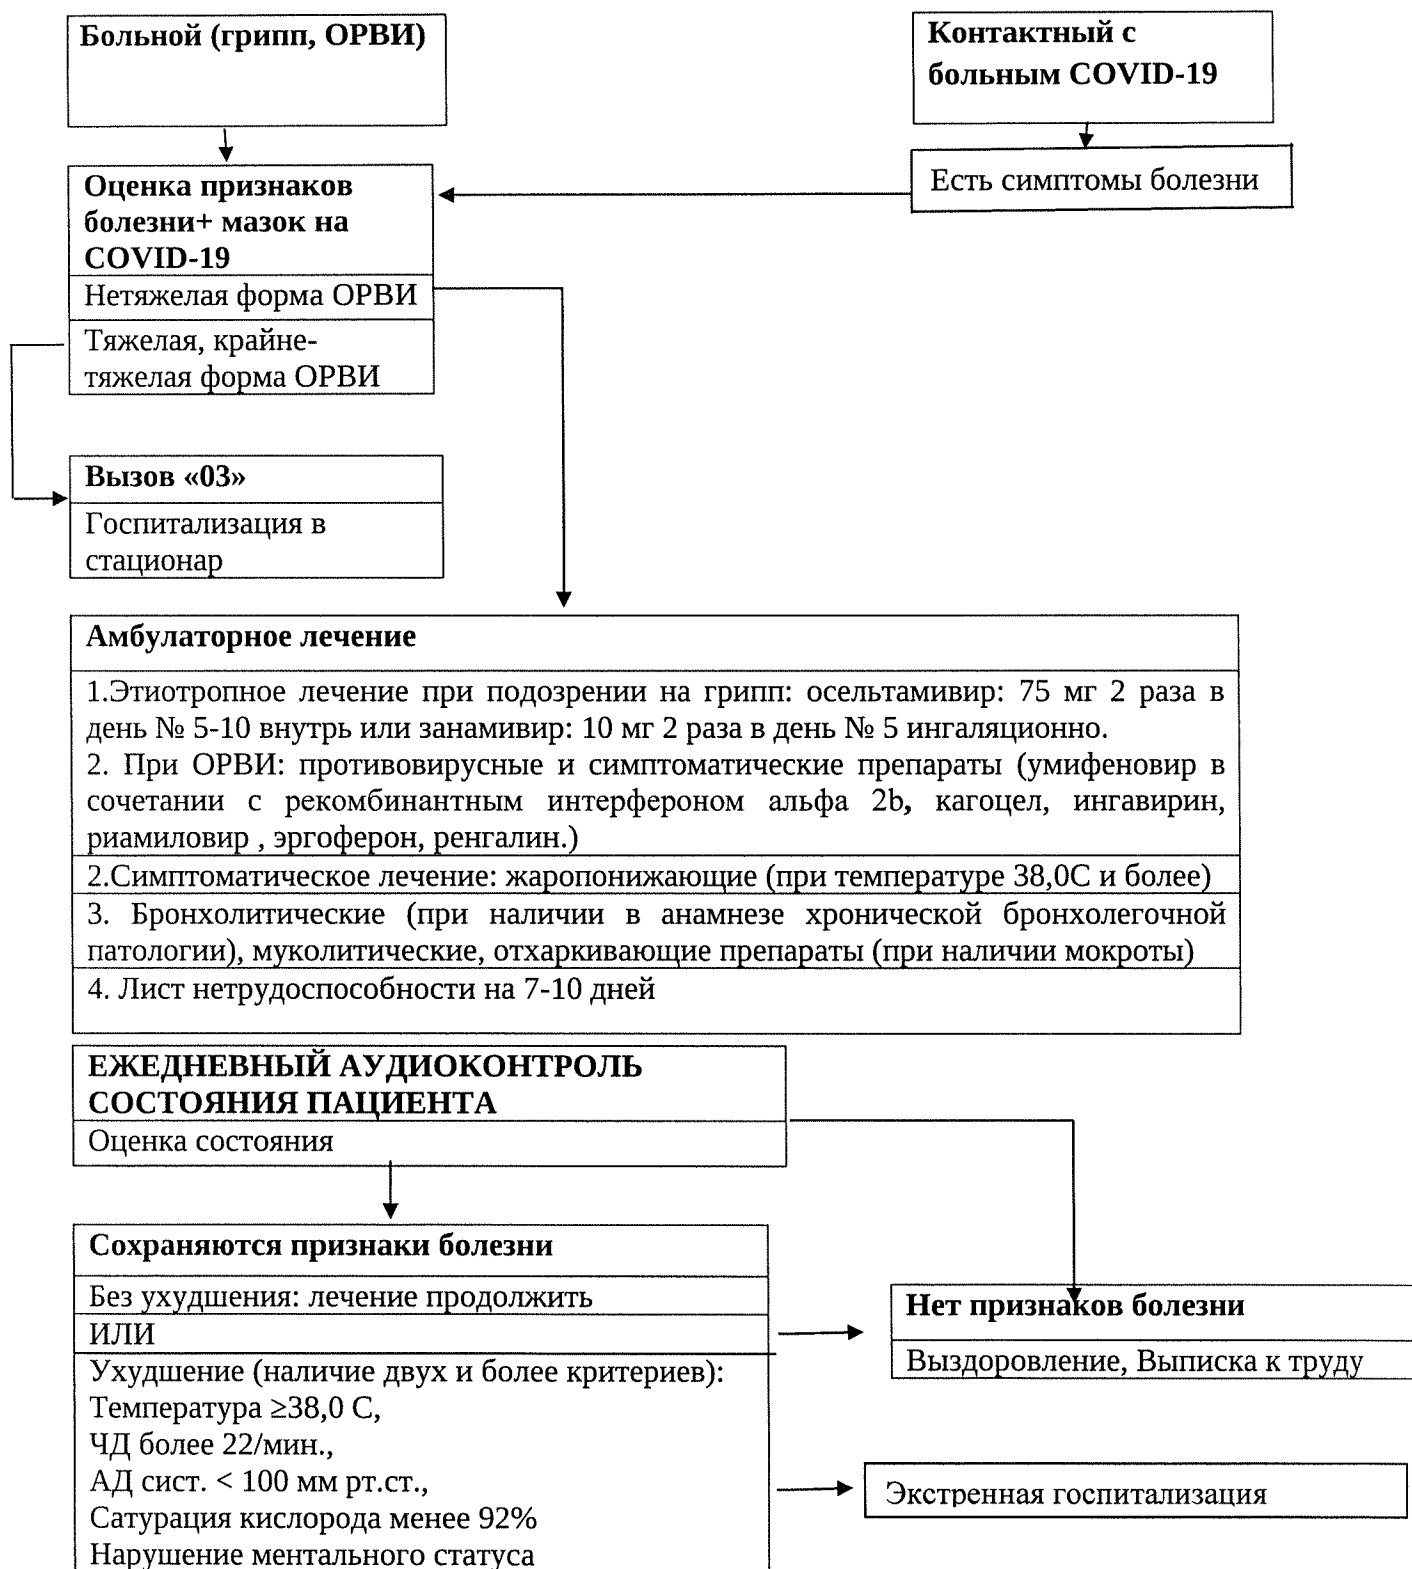 Больной (грипп, ОРВИ)
Контактный с
больным COVID-19
Есть симптомы болезни
Оценка признаков
болезни+ мазок на
COVID-19
Нетяжелая форма ОРВИ
Тяжелая, крайне-
тяжелая форма ОРВИ
Вызов «03»
Госпитализация в
стационар
Амбулаторное лечение
1.Этиотропное лечение при подозрении на грипп: осельтамивир: 75 мг 2 раза в
день № 5-10 внутрь или занамивир: 10 мг 2 раза в день № 5 ингаляционно.
2. При ОРВИ: противовирусные и симптоматические препараты (умифеновир в
сочетании с рекомбинантным интерфероном альфа 2b, кагоцел, ингавирин,
риамиловир , эргоферон, ренгалин.)
2.Симптоматическое лечение: жаропонижающие (при температуре 38,0С и более)
3. Бронхолитические (при наличии в анамнезе хронической бронхолегочной
патологии), муколитические, отхаркивающие препараты (при наличии мокроты)
4. Лист нетрудоспособности на 7-10 дней
ЕЖЕДНЕВНЫЙ АУДИОКОНТРОЛЬ
СОСТОЯНИЯ ПАЦИЕНТА
Оценка состояния
Сохраняются признаки болезни
Без ухудшения: лечение продолжить
ИЛИ
Ухудшение (наличие двух и более критериев):
Температура ≥38,0 С,
ЧД более 22/мин.,
АД сист. < 100 мм рт.ст.,
Сатурация кислорода менее 92%
Нарушение ментального статуса
Нет признаков болезни
Выздоровление, Выписка к труду
Экстренная госпитализация